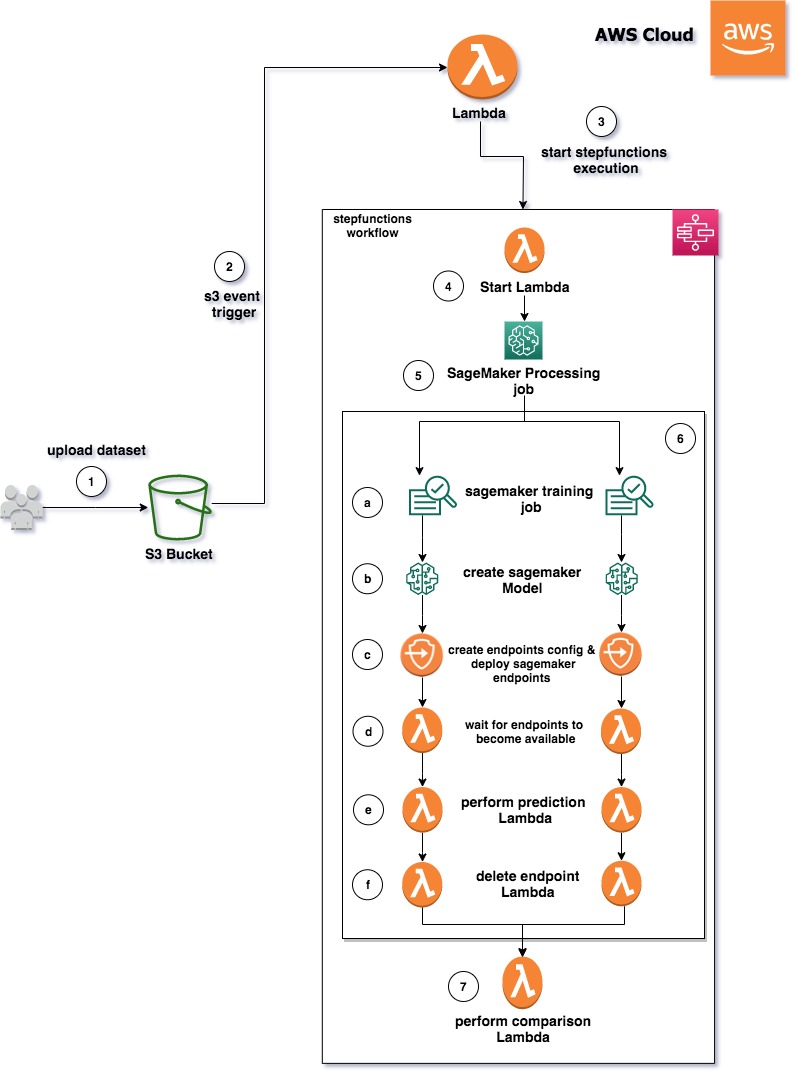 AWS Cloud
aws
Lambda
3
start stepfunctions
execution
stepfunctions
workflow
2
s3 event
trigger
4
Start Lambda
5
SageMaker Processing
job
6
upload dataset
1
S3 Bucket
a
sagemaker training
job
b
create sagemaker
Model
c
create endpoints config &
deploy sagemaker
endpoints
d
wait for endpoints to
become available
e
perform prediction
Lambda
f
delete endpoint
Lambda
7
perform comparison
Lambda